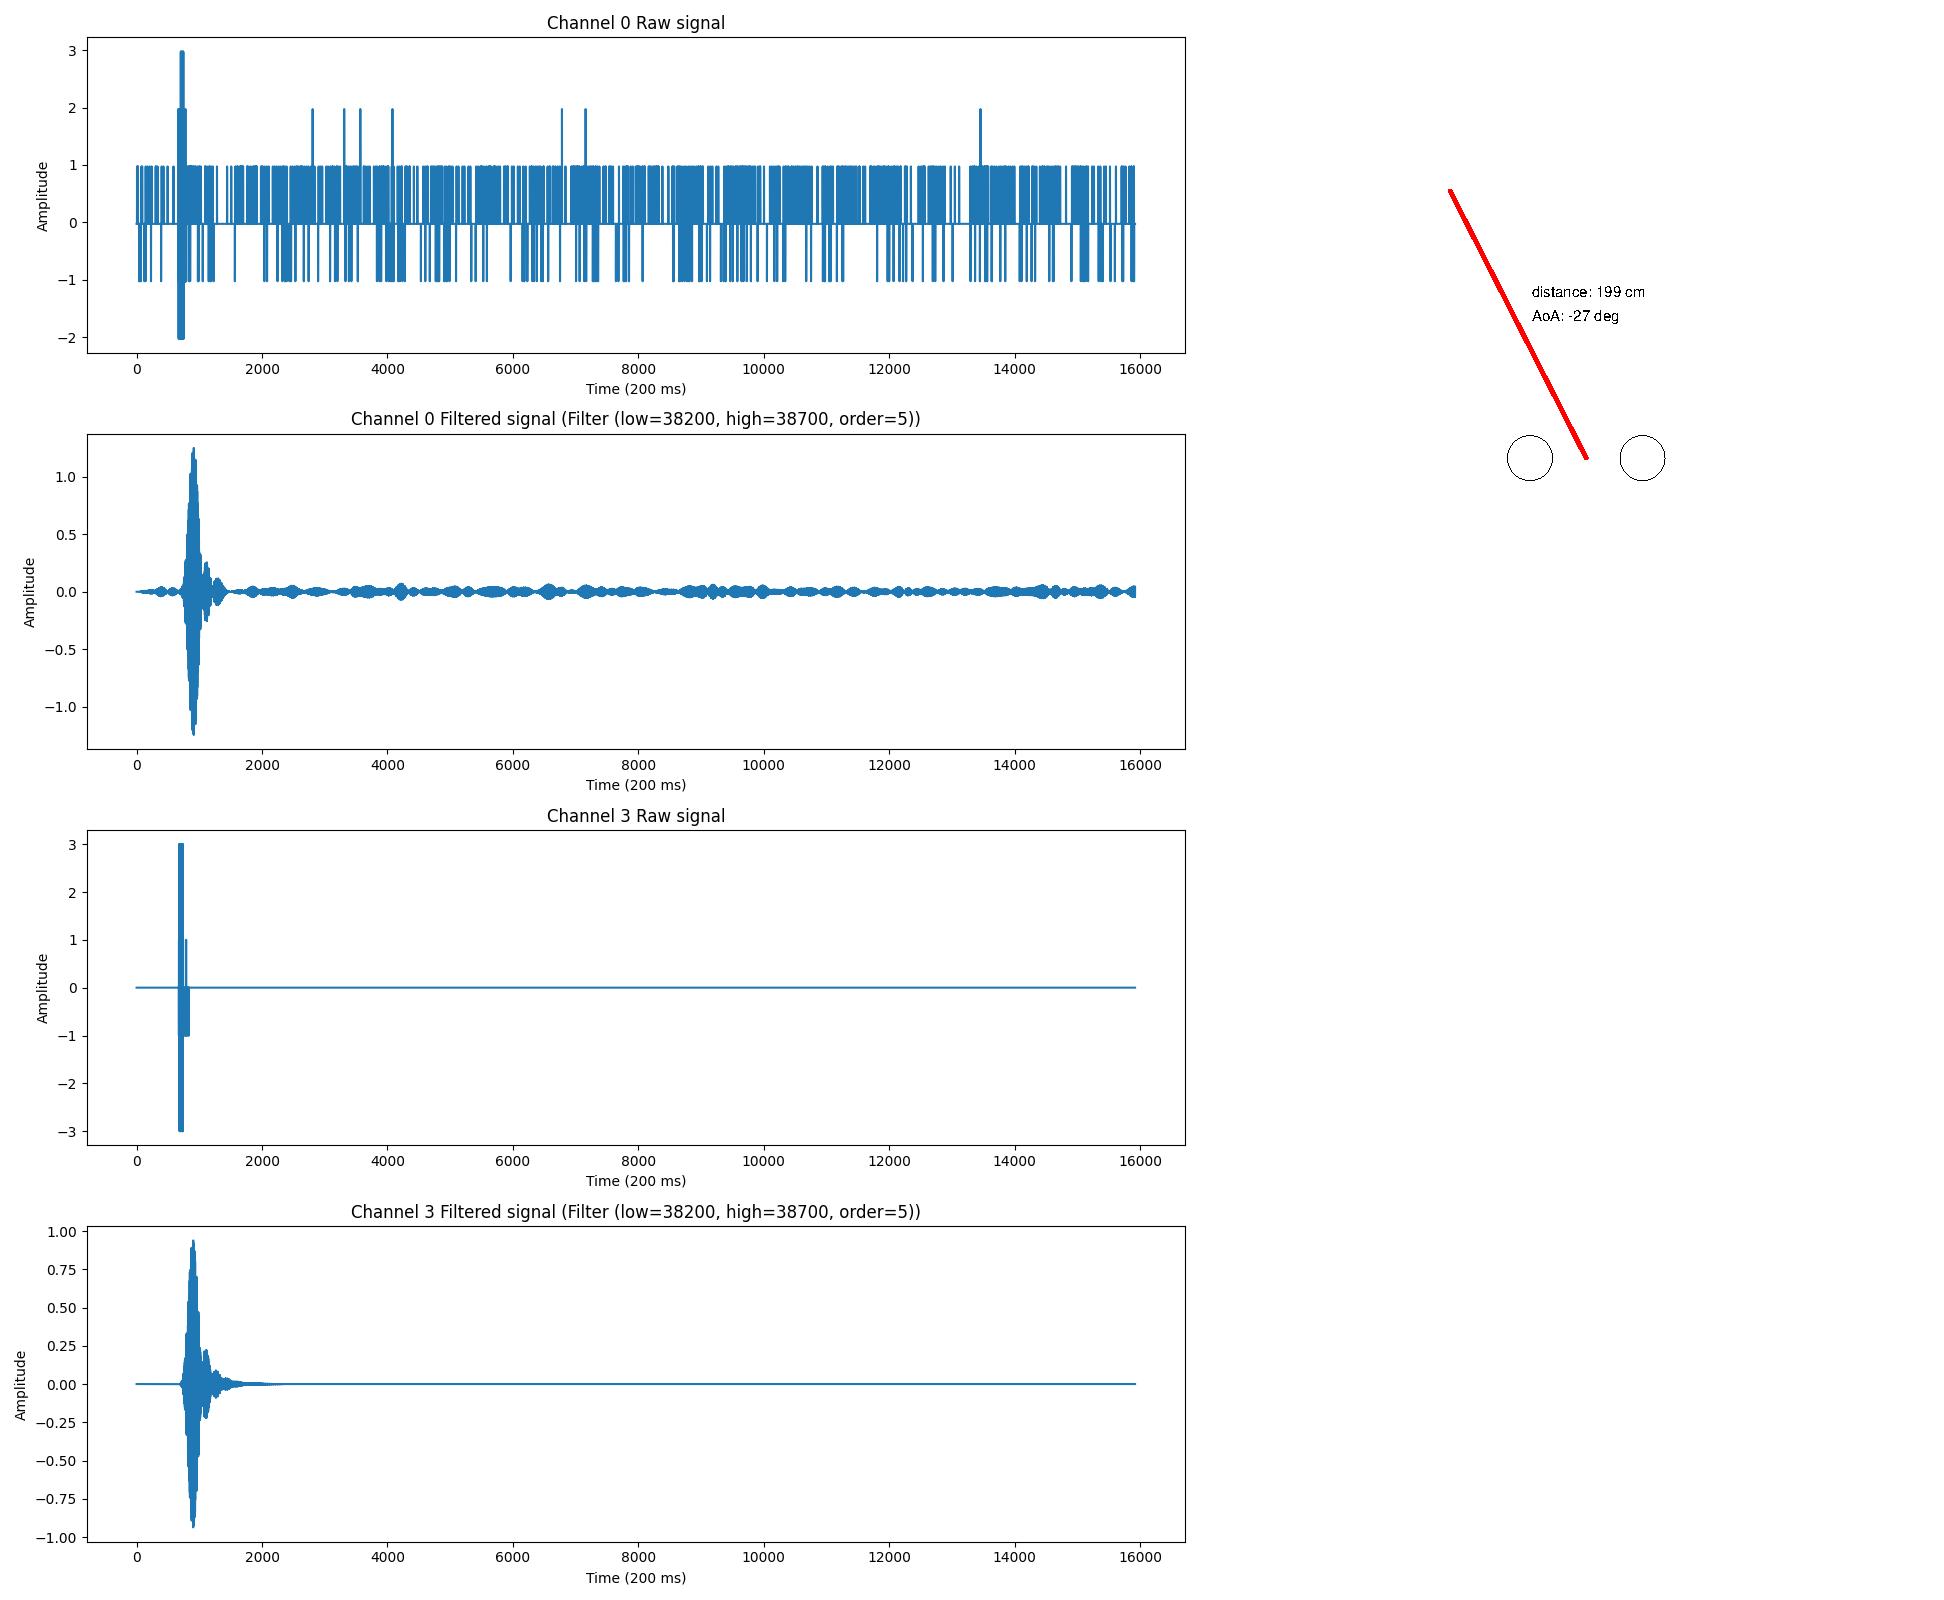 Channel 0 Raw signal
3
2
1
0
−1
−2
Amplitude
0 2000 4000 6000 8000 10000 12000 14000 16000
Time (200 ms)
Channel 0 Filtered signal (Filter (low=38200, high=38700, order=5))
1.0
0.5
0.0
−0.5
−1.0
Amplitude
0 2000 4000 6000 8000 10000 12000 14000 16000
Time (200 ms)
Channel 3 Raw signal
3
2
1
0
−1
−2
−3
Amplitude
0 2000 4000 6000 8000 10000 12000 14000 16000
Time (200 ms)
Channel 3 Filtered signal (Filter (low=38200, high=38700, order=5))
1.00
0.75
0.50
0.25
0.00
−0.25
−0.50
−0.75
−1.00
Amplitude
0 2000 4000 6000 8000 10000 12000 14000 16000
Time (200 ms)
distance: 199 cm
AoA: -27 deg